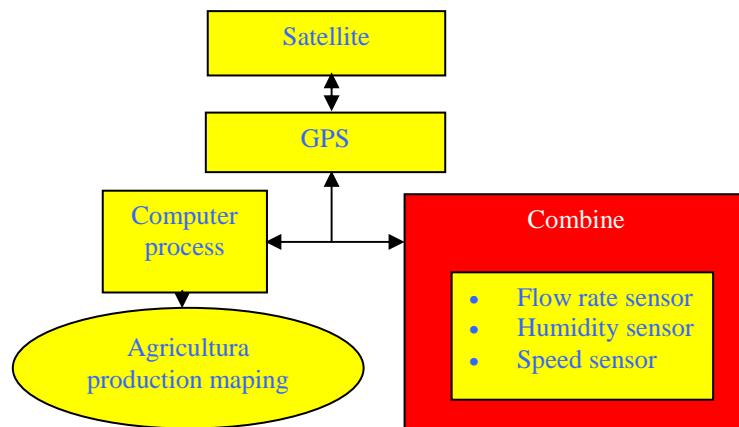 Satellite
GPS
Computer
process
Combine
• Flow rate sensor
• Humidity sensor
• Speed sensor
Agricultura
production maping